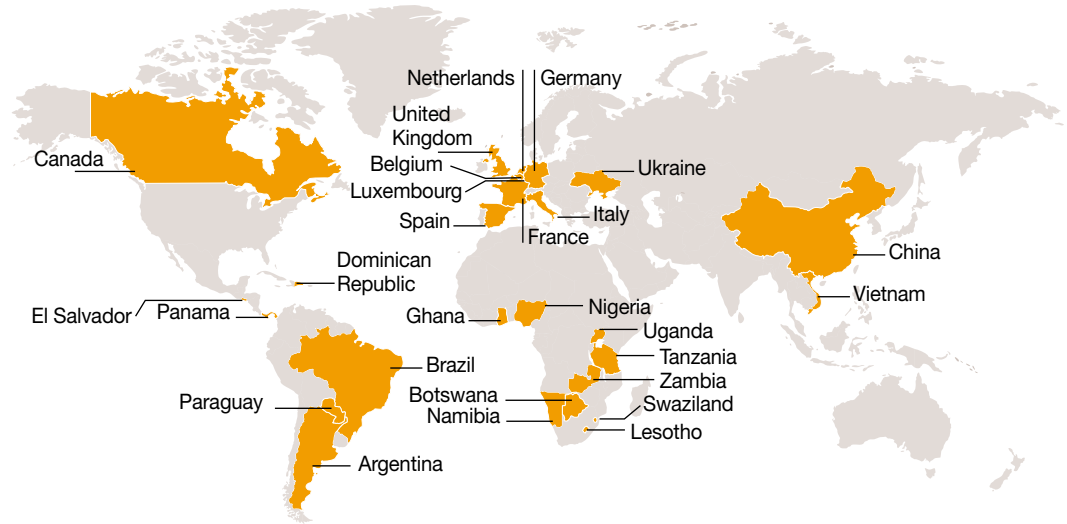 Netherlands
Germany
United
Kingdom
Canada
Belgium
Ukraine
Luxembourg
Spain
Italy
France
China
Dominican
Republic
Vietnam
El Salvador
Panama
Ghana
Nigeria
Uganda
Tanzania
Brazil
Zambia
Paraguay
Botswana
Swaziland
Namibia
Lesotho
Argentina